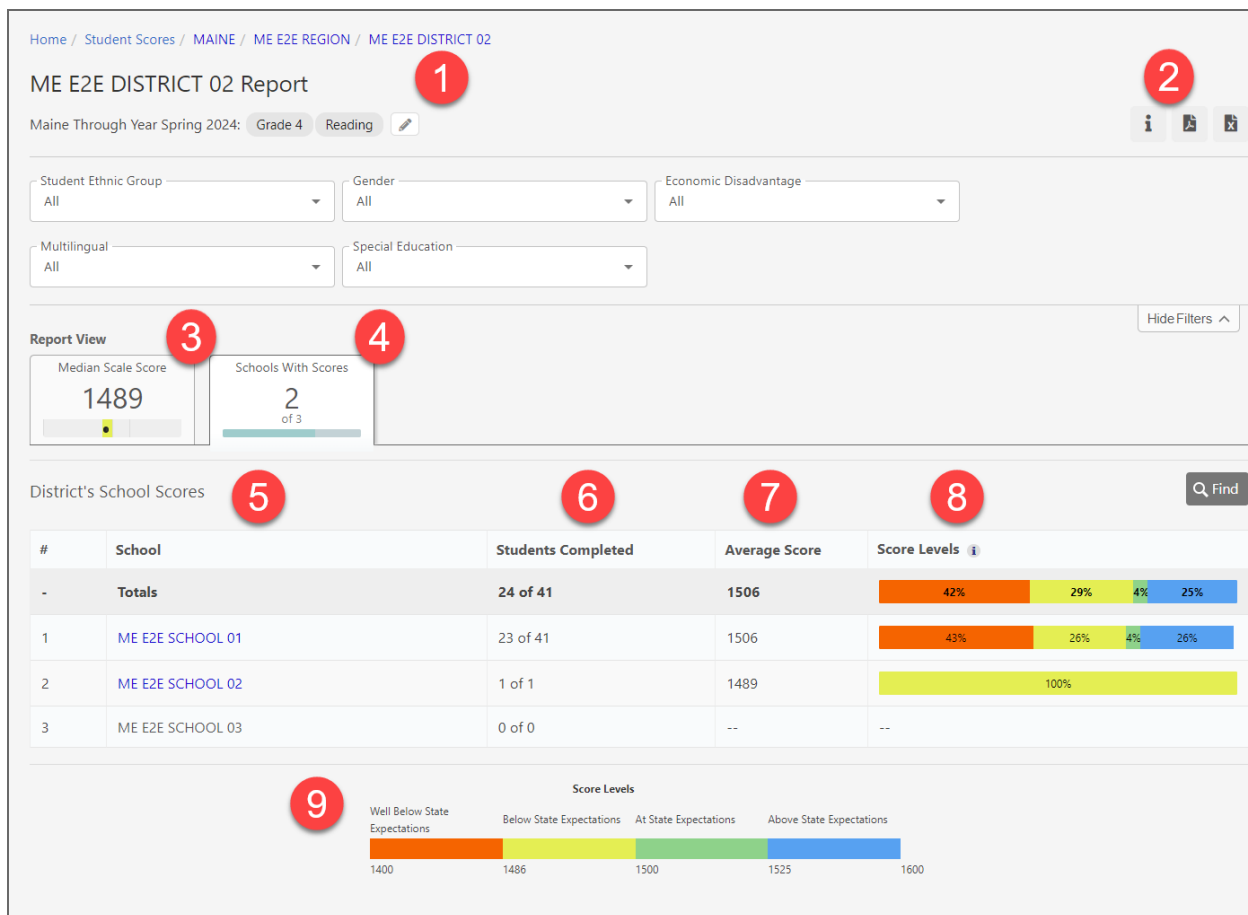 Home / Student Scores / MAINE / ME E2E REGION / ME E2E DISTRICT 02
1
ME E2E DISTRICT 02 Report
2
Maine Through Year Spring 2024: Grade 4 Reading
Student Ethnic Group Gender Economic Disadvantage
All All All
Multilingual Special Education
All All
Hide Filters
3 4
Report View
Median Scale Score Schools With Scores
1489 2
of 3
District's School Scores 5 6 7 8 Find
# School Students Completed Average Score Score Levels i
- Totals 24 of 41 1506 42% 29% 4% 25%
1 ME E2E SCHOOL 01 23 of 41 1506 43% 26% 4% 26%
2 ME E2E SCHOOL 02 1 of 1 1489 100%
3 ME E2E SCHOOL 03 0 of 0 -- --
9
Score Levels
Well Below State
Expectations Below State Expectations At State Expectations Above State Expectations
1400 1486 1500 1525 1600